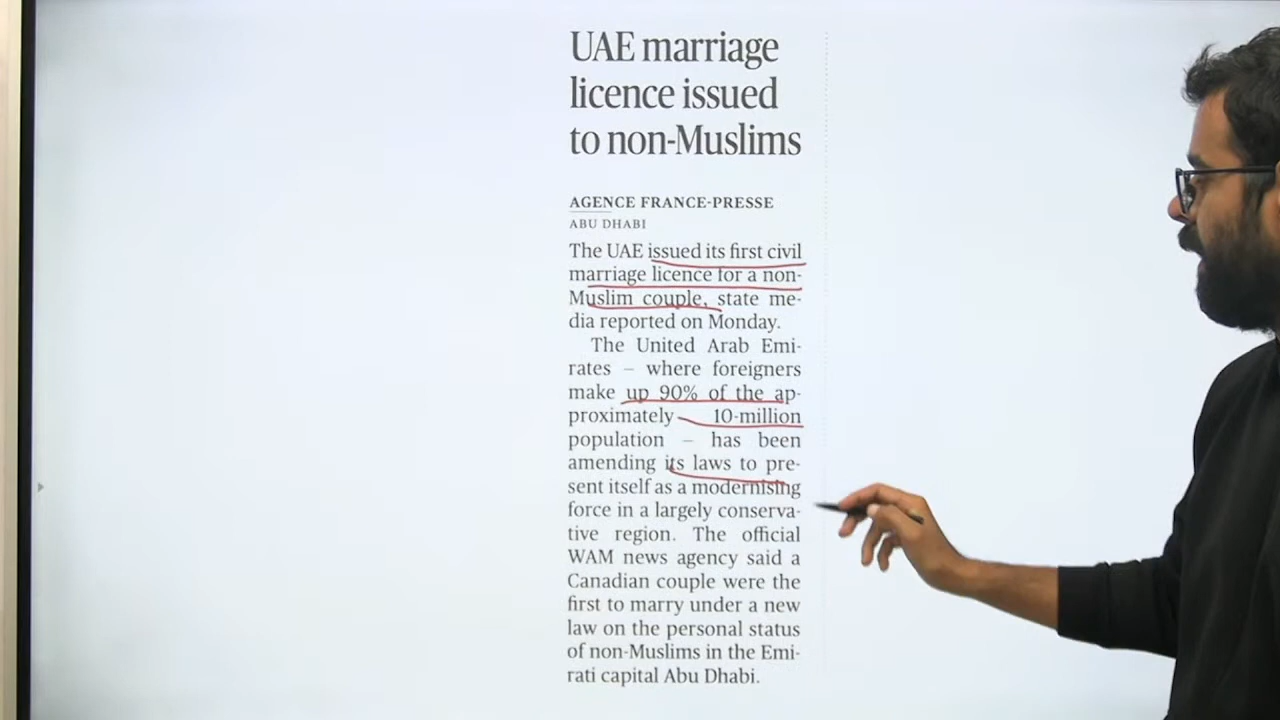 UAE marriage
licence issued
to non-Muslims
AGENCE FRANCE-PRESSE
ABU DHABI
The UAE issued its first civil
marriage licence for a non-
Muslim couple, state me-
dia reported on Monday.
The United Arab Emi-
rates – where foreigners
make up 90% of the ap-
proximately 10-million
population – has been
amending its laws to pre-
sent itself as a modernising
force in a largely conserva-
tive region. The official
WAM news agency said a
Canadian couple were the
first to marry under a new
law on the personal status
of non-Muslims in the Emi-
rati capital Abu Dhabi.